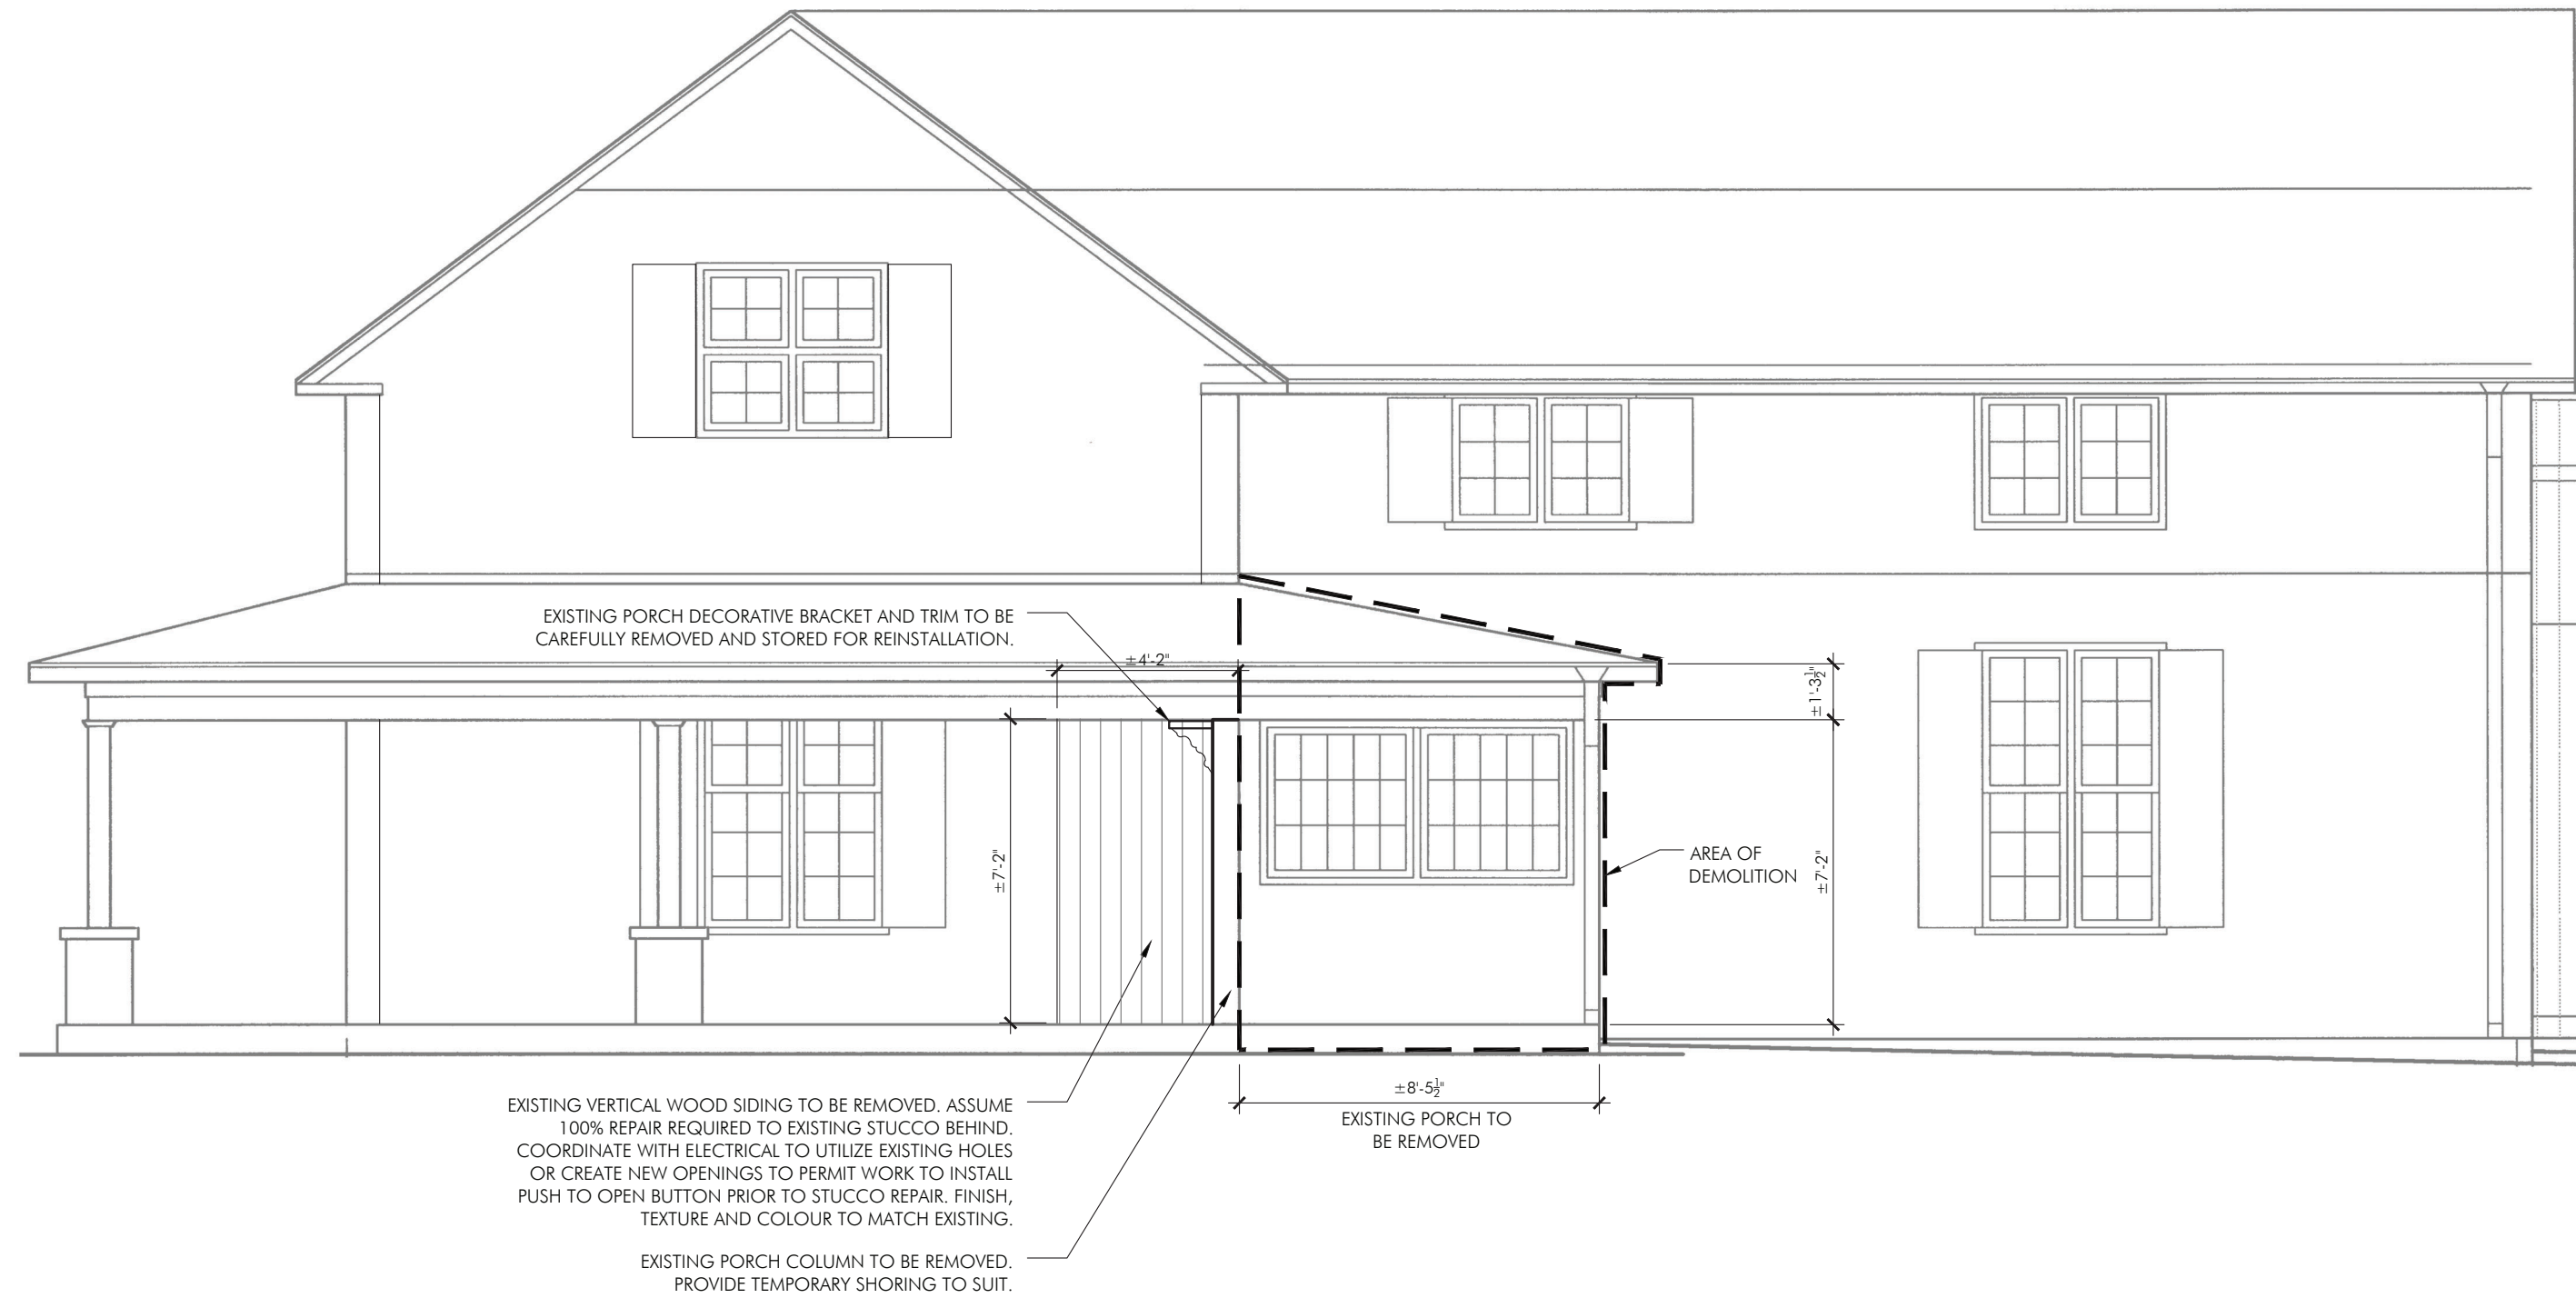 EXISTING PORCH DECORATIVE BRACKET AND TRIM TO BE
CAREFULLY REMOVED AND STORED FOR REINSTALLATION.
±4'-2"
±1'-3½"
±7'-2"
±7'-2"
AREA OF
DEMOLITION
±8'-5½"
EXISTING PORCH TO
BE REMOVED
EXISTING VERTICAL WOOD SIDING TO BE REMOVED. ASSUME
100% REPAIR REQUIRED TO EXISTING STUCCO BEHIND.
COORDINATE WITH ELECTRICAL TO UTILIZE EXISTING HOLES
OR CREATE NEW OPENINGS TO PERMIT WORK TO INSTALL
PUSH TO OPEN BUTTON PRIOR TO STUCCO REPAIR. FINISH,
TEXTURE AND COLOUR TO MATCH EXISTING.
EXISTING PORCH COLUMN TO BE REMOVED.
PROVIDE TEMPORARY SHORING TO SUIT.